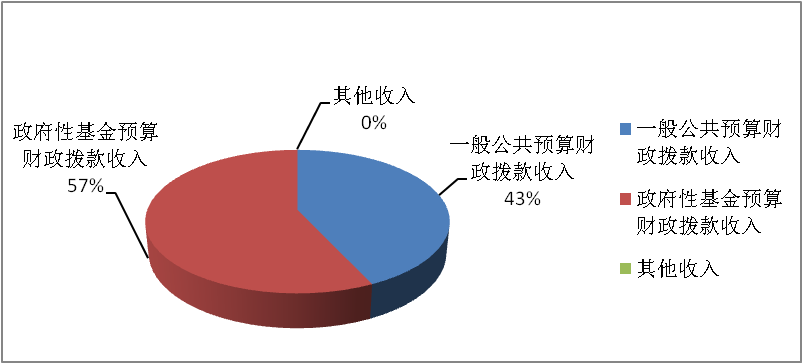 其他收入
0%
政府性基金预算
财政拨款收入
57%
一般公共预算财
政拨款收入
43%
一般公共预算财
政拨款收入
政府性基金预算
财政拨款收入
其他收入